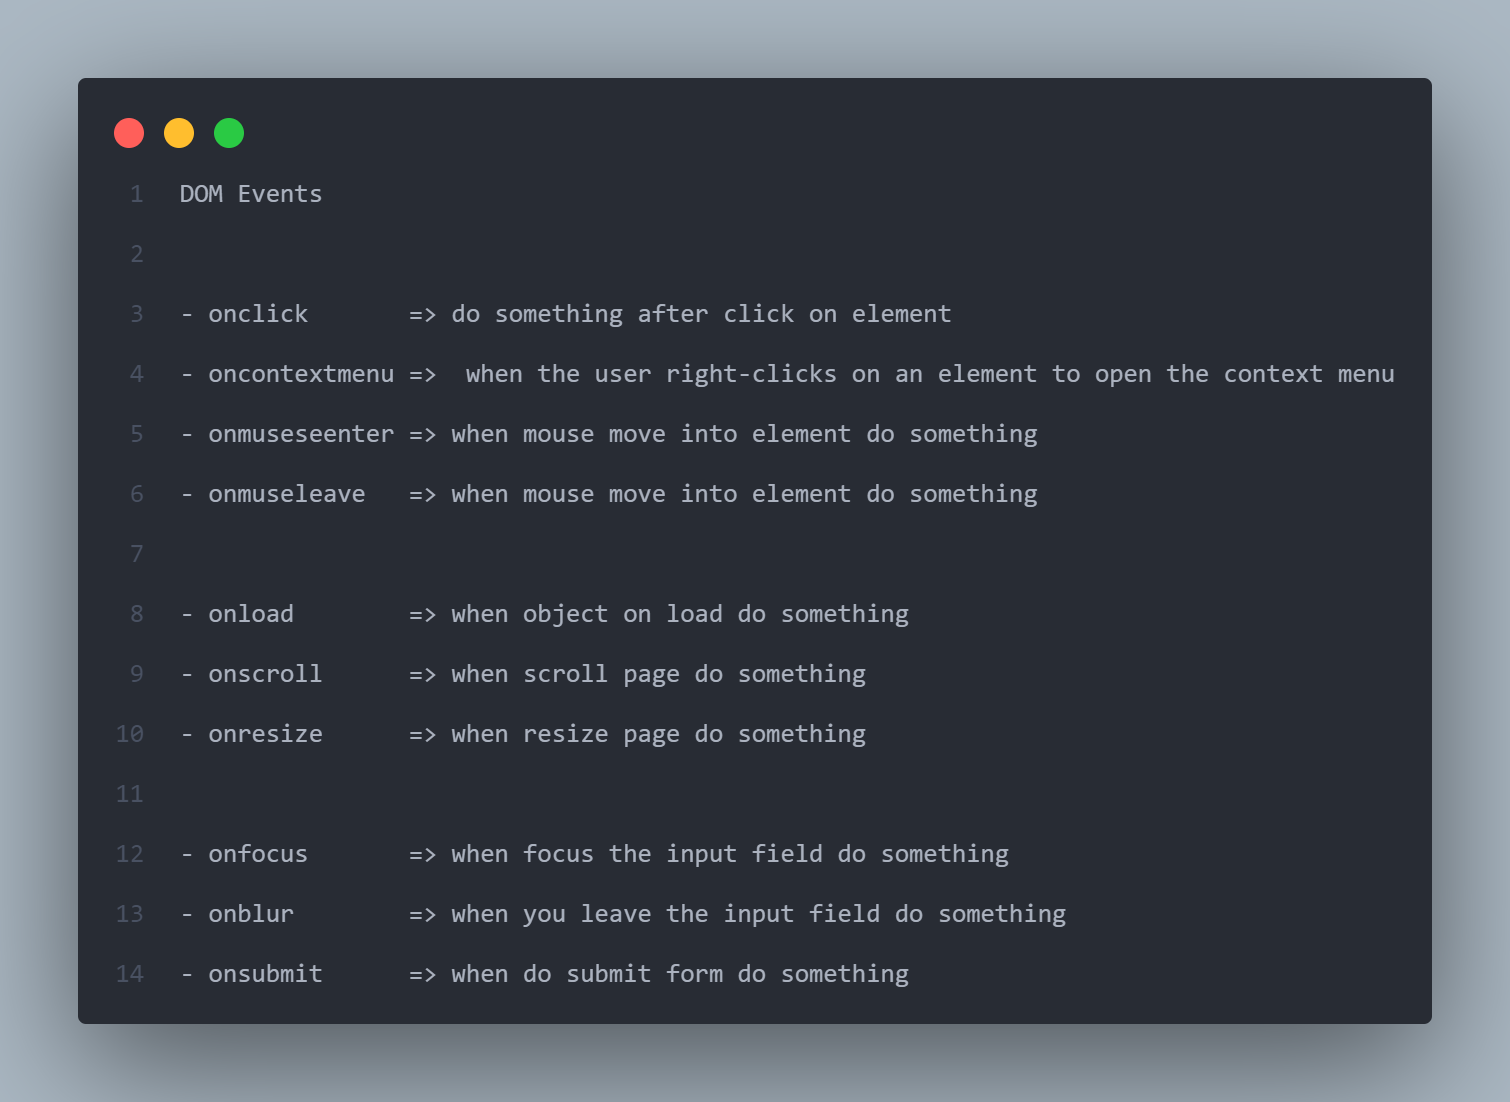 1 DOM Events
2
3 - onclick       => do something after click on element
4 - oncontextmenu =>  when the user right-clicks on an element to open the context menu
5 - onmuseseenter => when mouse move into element do something
6 - onmuseleave   => when mouse move into element do something
7
8 - onload        => when object on load do something
9 - onscroll      => when scroll page do something
10 - onresize      => when resize page do something
11
12 - onfocus       => when focus the input field do something
13 - onblur        => when you leave the input field do something
14 - onsubmit      => when do submit form do something